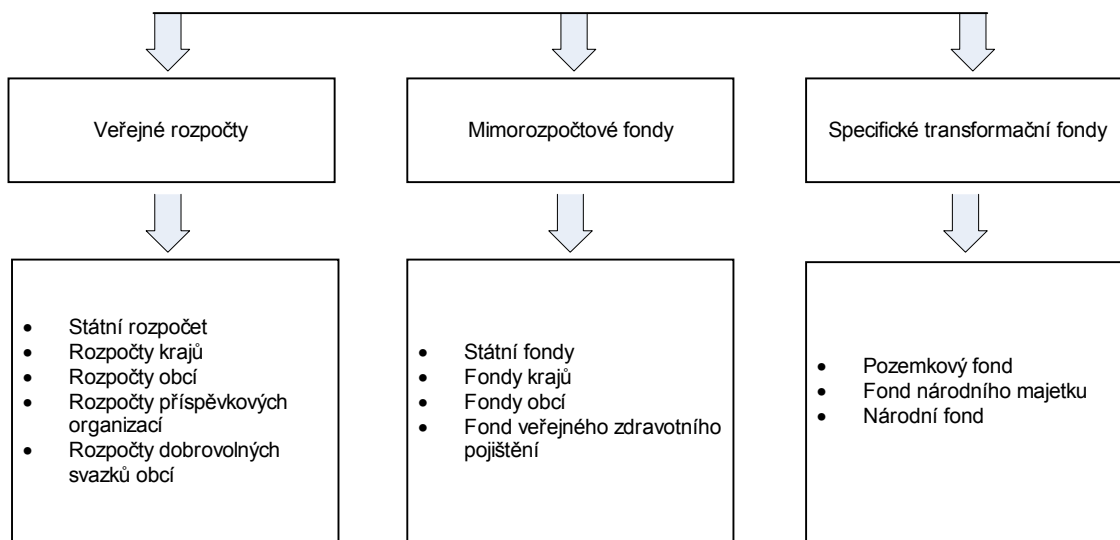 Veřejné rozpočty
Mimorozpočtové fondy
Specifické transformační fondy
• Státní rozpočet
• Rozpočty krajů
• Rozpočty obcí
• Rozpočty příspěvkových
organizací
• Rozpočty dobrovolných
svazků obcí
• Státní fondy
• Fondy krajů
• Fondy obcí
• Fond veřejného zdravotního
pojištění
• Pozemkový fond
• Fond národního majetku
• Národní fond